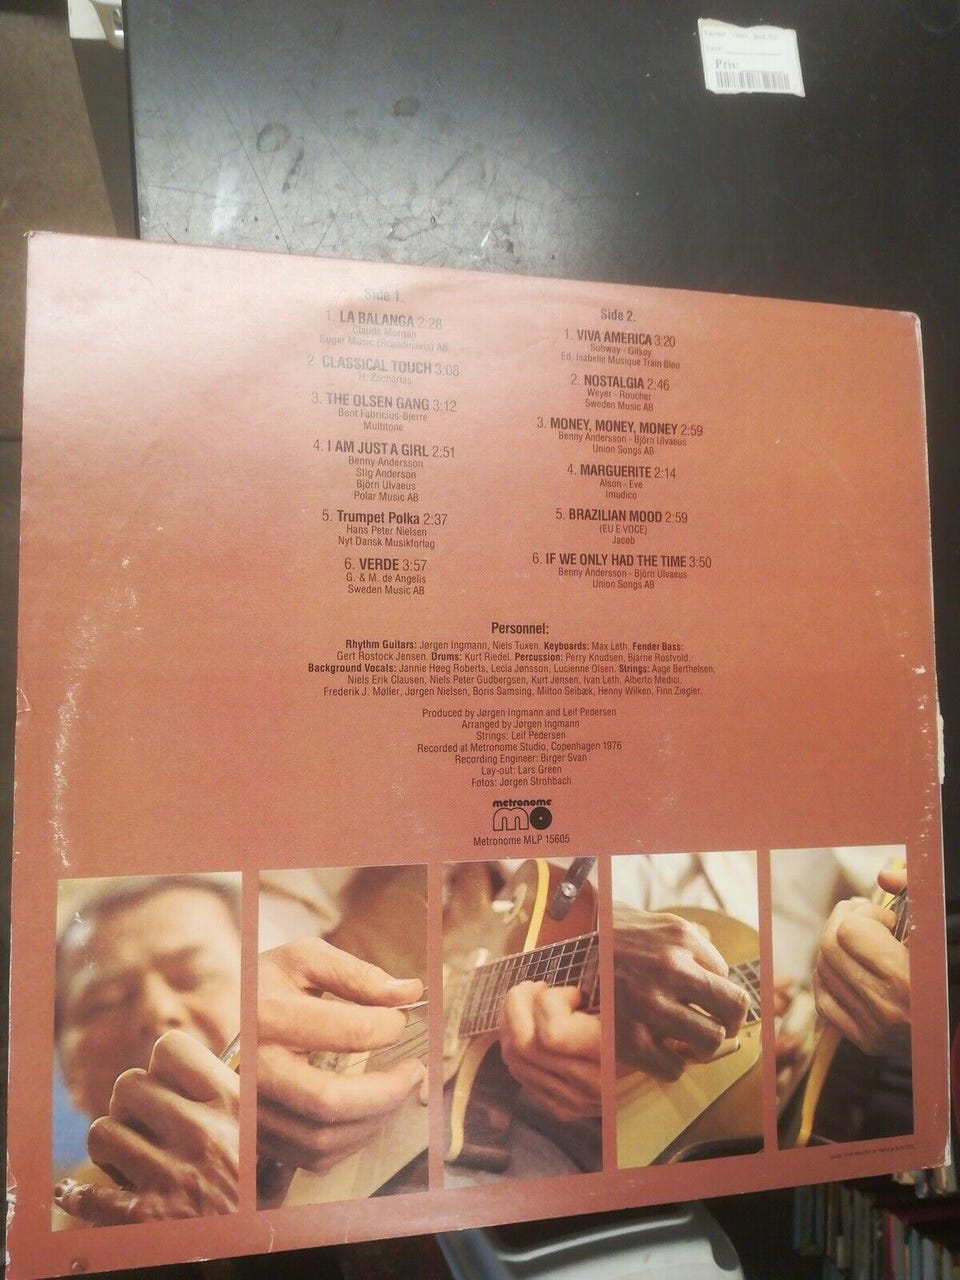 Pris:
Side 1.
1. LA BALANGA 2:28
Claude Morgan
Sugar Music (Scandinavia) AB
2. CLASSICAL TOUCH 3:08
H. Zacharias
3. THE OLSEN GANG 3:12
Bent Fabricius-Bjerre
Multitone
4. I AM JUST A GIRL 2:51
Benny Andersson
Stig Anderson
Björn Ulvaeus
Polar Music AB
5. Trumpet Polka 2:37
Hans Peter Nielsen
Nyt Dansk Musikforlag
6. VERDE 3:57
G. & M. de Angelis
Sweden Music AB
Side 2.
1. VIVA AMERICA 3:20
Subway - Gilsoy
Ed. Isabelle Musique Train Bleu
2. NOSTALGIA 2:46
Weyer - Roucher
Sweden Music AB
3. MONEY, MONEY, MONEY 2:59
Benny Andersson - Björn Ulvaeus
Union Songs AB
4. MARGUERITE 2:14
Alson - Eve
Imudico
5. BRAZILIAN MOOD 2:59
(EU E VOCE)
Jacob
6. IF WE ONLY HAD THE TIME 3:50
Benny Andersson - Björn Ulvaeus
Union Songs AB
Personnel:
Rhythm Guitars: Jørgen Ingmann, Niels Tuxen. Keyboards: Max Leth. Fender Bass:
Gert Rostock Jensen. Drums: Kurt Riedel. Percussion: Perry Knudsen, Bjarne Rostvold.
Background Vocals: Jannie Høeg Roberts, Lecia Jønsson, Lucienne Olsen. Strings: Aage Berthelsen,
Niels Erik Clausen, Niels Peter Gudbergsen, Kurt Jensen, Ivan Leth, Alberto Medici,
Frederik J. Møller, Jørgen Nielsen, Boris Samsing, Milton Seibæk, Henny Wilken, Finn Ziegler.
Produced by Jørgen Ingmann and Leif Pedersen
Arranged by Jørgen Ingmann
Strings: Leif Pedersen
Recorded at Metronome Studio, Copenhagen 1976
Recording Engineer: Birger Svan
Lay-out: Lars Green
Fotos: Jørgen Strohbach
metronome
Metronome MLP 15605